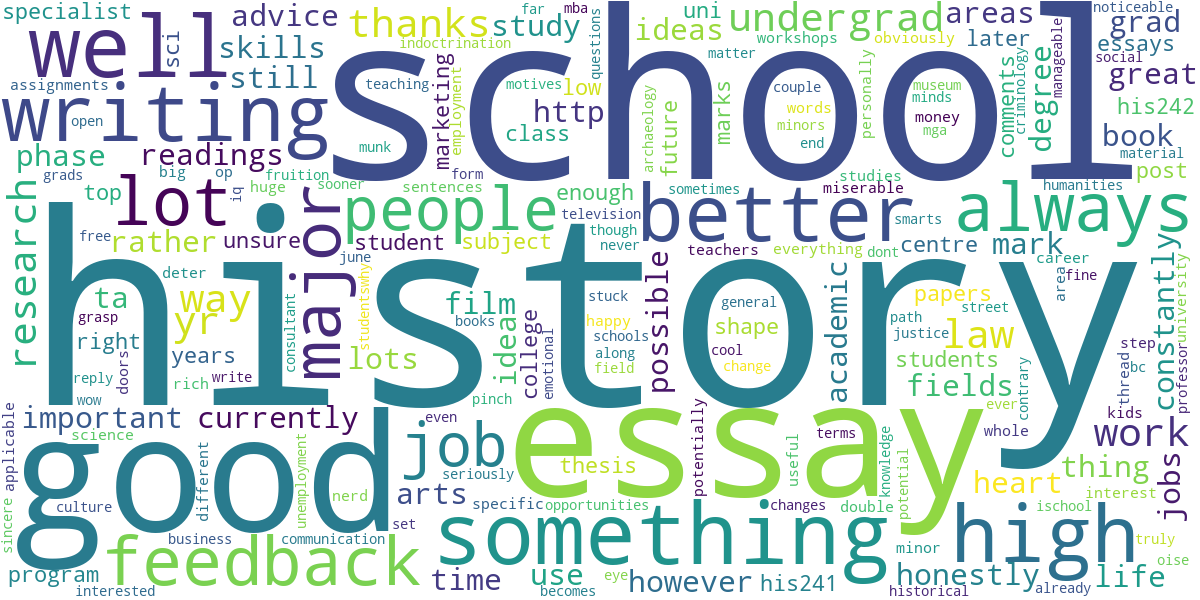 specialist
advice
thanks
far
mba
study
questions
uni
ideas
undergrad
areas
noticeable
grad
well
sci
skills
indoctrination
school
workshops
obviously
later
essays
still
matter
social
great
assignments
teaching
motives
low
couple
museum
comments
criminology
degree
manageable
writing
open
marketing
employment
http
class
archaeology
future
marks
words
minors
end
personally
minds
money
mga
his242
book
material
phase
readings
munk
post
grads
big
op
fruition
sooner
form
sentences
enough
studies
miserable
humanities
research
top
lot
iq
huge
major
people
television
sometimes
better
smarts
always
free
rather
unsure
june
student
subject
though
never
teachers
everything
dont
centre
mark
career
constantly
university
history
deter
ta
grasp
way
yr
consultant
studentswhy
film
books
idea
college
emotional
stuck
happy
schools
along
field
possible
general
shape
cool
change
academic
papers
path
justice
street
law
area
fine
step
bc
thread
professor
right
doors
years
reply
rich
write
wow
lots
pinch
students
fields
contrary
ever
kids
applicable
important
currently
even
good
science
different
unemployment
job
seriously
essay
potentially
terms
useful
knowledge
potential
whole
work
sincere
culture
nerd
arts
set
specific
thesis
opportunities
changes
double
heart
thing
interest
jobs
business
communication
something
ischool
high
truly
oise
feedback
minor
program
interested
time
use
eye
becomes
however
his241
honestly
historical
already
life